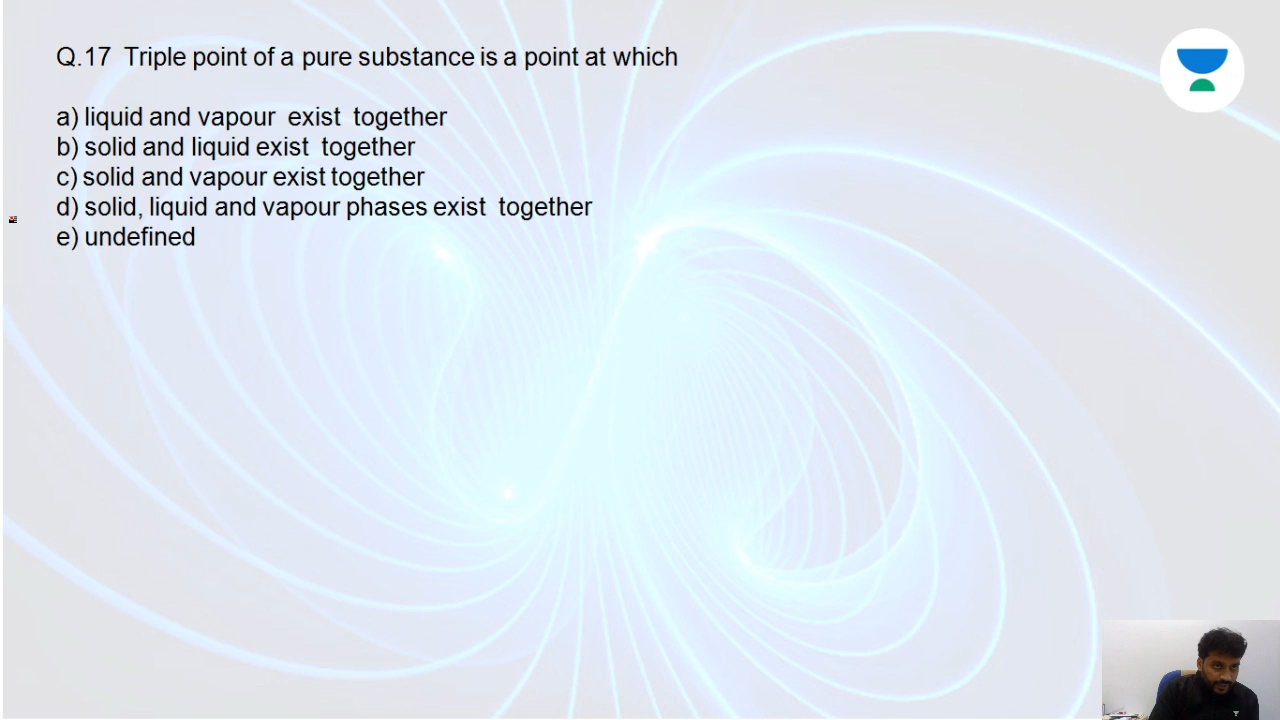 Q.17 Triple point of a pure substance is a point at which
a) liquid and vapour exist together
b) solid and liquid exist together
c) solid and vapour exist together
d) solid, liquid and vapour phases exist together
e) undefined